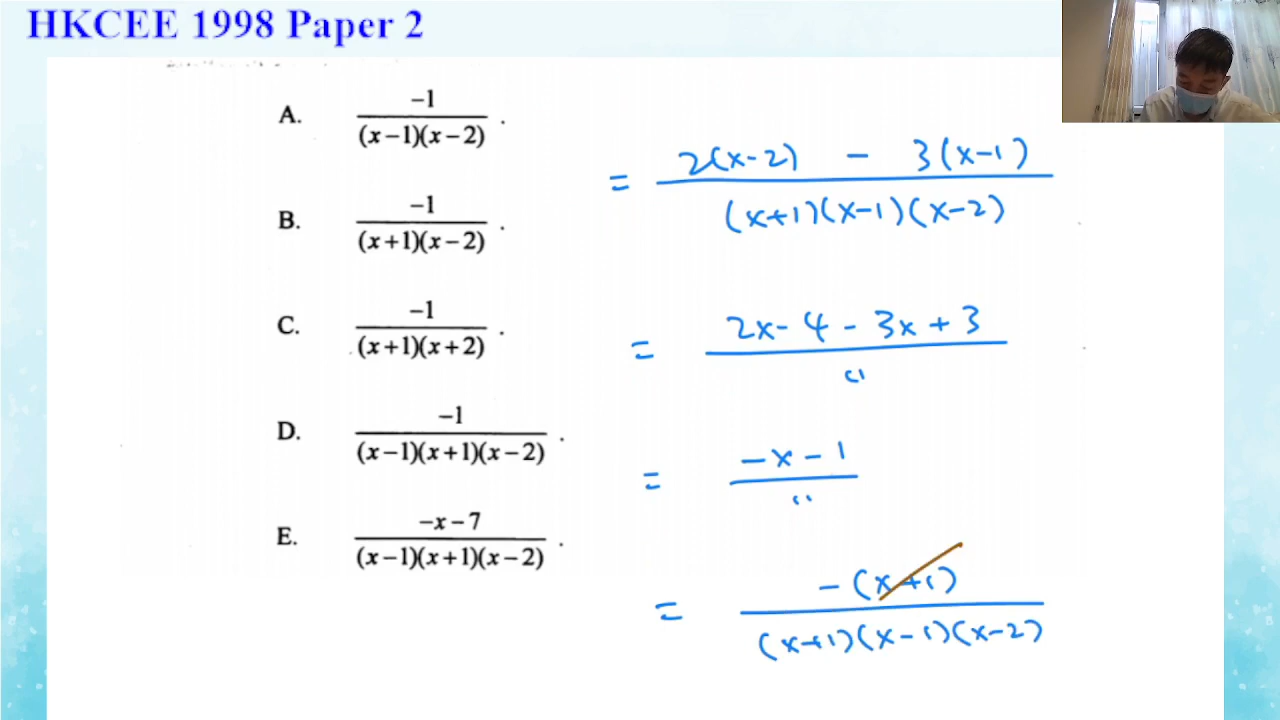 HKCEE 1998 Paper 2
A. -1/((x-1)(x-2)) .
B. -1/((x+1)(x-2)) .
C. -1/((x+1)(x+2)) .
D. -1/((x-1)(x+1)(x-2)) .
E. (-x-7)/((x-1)(x+1)(x-2)) .
= (2(x-2) - 3(x-1))/((x+1)(x-1)(x-2))
= (2x-4-3x+3)/〃
= (-x-1)/〃
= -(x+1)/((x+1)(x-1)(x-2))